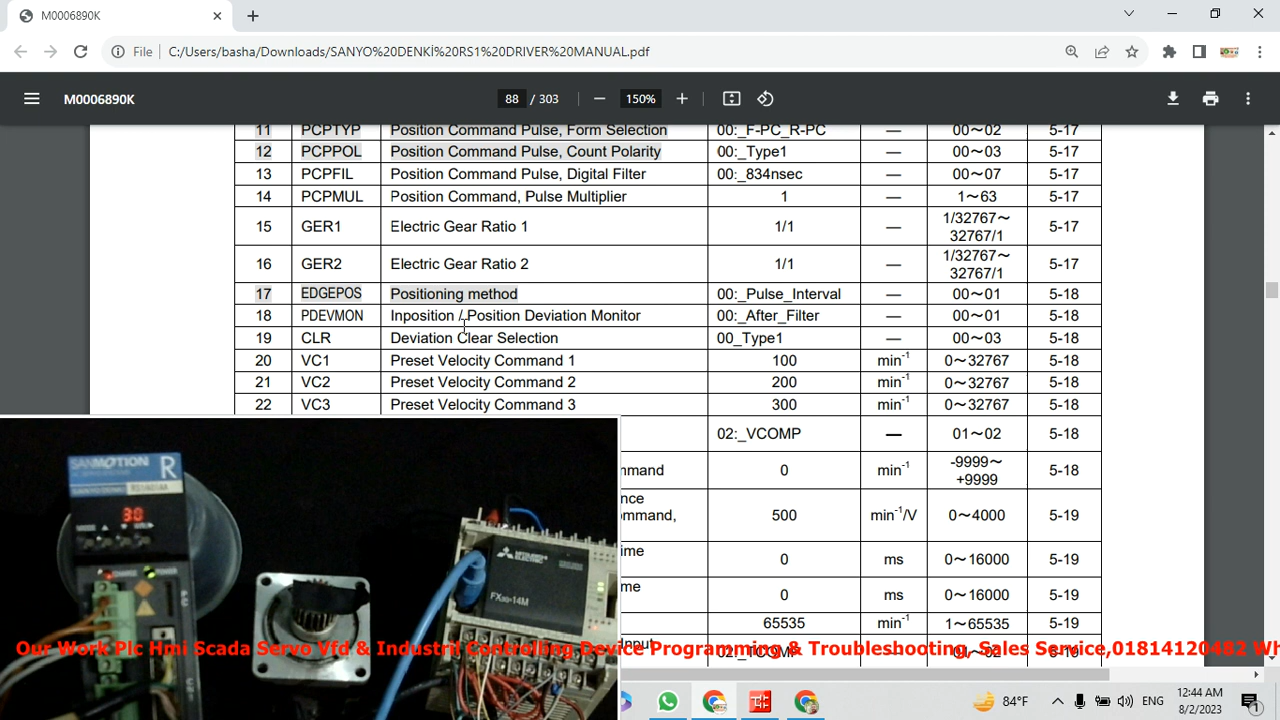 M0006890K
File C:/Users/basha/Downloads/SANYO%20DENKİ%20RS1%20DRIVER%20MANUAL.pdf
M0006890K 88 / 303 150%
11 PCPTYP Position Command Pulse, Form Selection 00:_F-PC_R-PC — 00~02 5-17
12 PCPPOL Position Command Pulse, Count Polarity 00:_Type1 — 00~03 5-17
13 PCPFIL Position Command Pulse, Digital Filter 00:_834nsec — 00~07 5-17
14 PCPMUL Position Command, Pulse Multiplier 1 — 1~63 5-17
15 GER1 Electric Gear Ratio 1 1/1 — 1/32767~ 32767/1 5-17
16 GER2 Electric Gear Ratio 2 1/1 — 1/32767~ 32767/1 5-17
17 EDGEPOS Positioning method 00:_Pulse_Interval — 00~01 5-18
18 PDEVMON Inposition / Position Deviation Monitor 00:_After_Filter — 00~01 5-18
19 CLR Deviation Clear Selection 00_Type1 — 00~03 5-18
20 VC1 Preset Velocity Command 1 100 min⁻¹ 0~32767 5-18
21 VC2 Preset Velocity Command 2 200 min⁻¹ 0~32767 5-18
22 VC3 Preset Velocity Command 3 300 min⁻¹ 0~32767 5-18
02:_VCOMP — 01~02 5-18
mmand 0 min⁻¹ -9999~ +9999 5-18
nce
ommand, 500 min⁻¹/V 0~4000 5-19
ime 0 ms 0~16000 5-19
me 0 ms 0~16000 5-19
65535 min⁻¹ 1~65535 5-19
SANMOTION R
30
MITSUBISHI ELECTRIC
Our Work Plc Hmi Scada Servo Vfd & Industril Controlling Device Programming & Troubleshooting, Sales Service,01814120482 Wh
84°F ENG 12:44 AM
8/2/2023